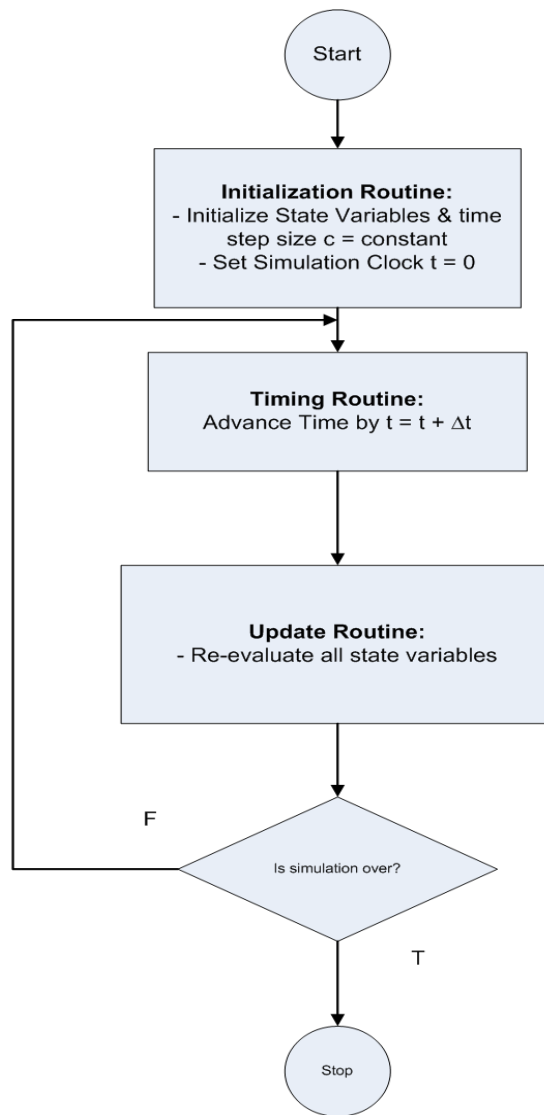 Start
Initialization Routine:
- Initialize State Variables & time
step size c = constant
- Set Simulation Clock t = 0
Timing Routine:
Advance Time by t = t + Δt
Update Routine:
- Re-evaluate all state variables
F
Is simulation over?
T
Stop